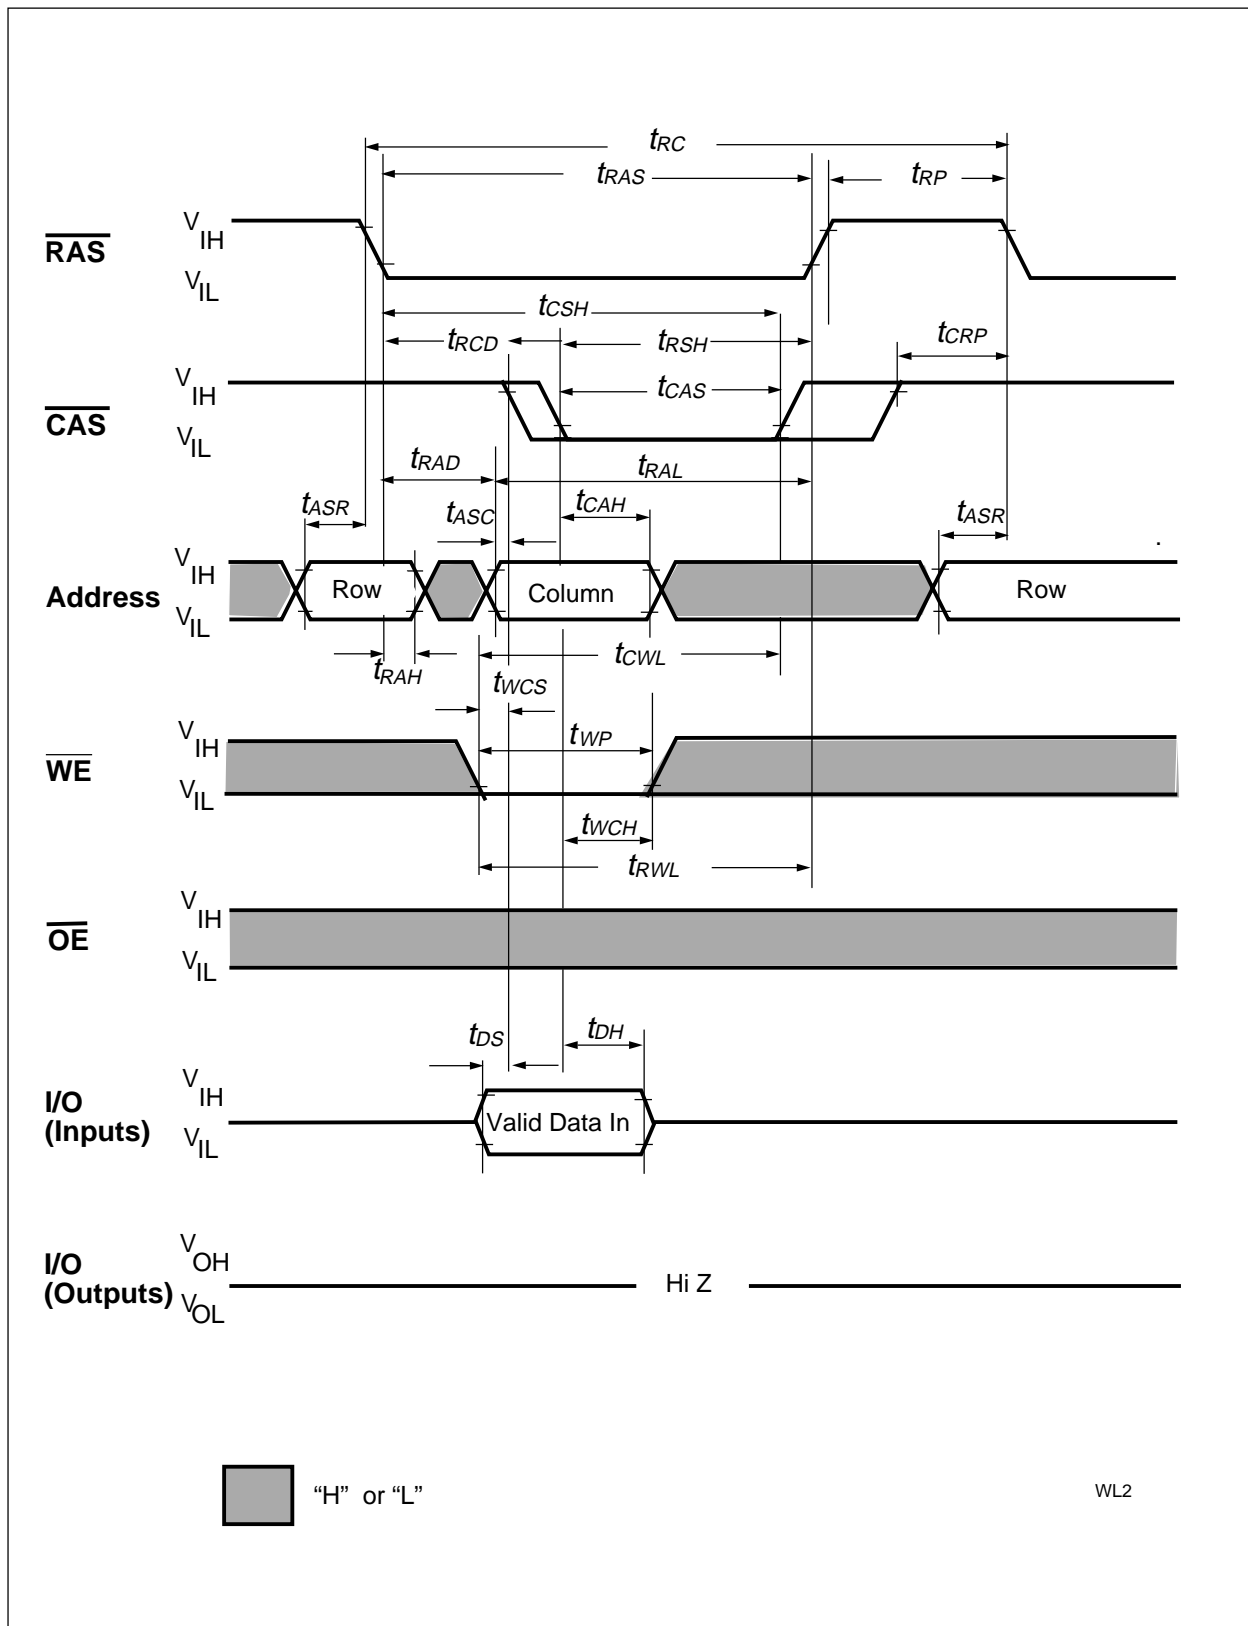 tRC
tRAS tRP
RAS VIH
VIL
tCSH
tRCD tRSH tCRP
CAS VIH tCAS
VIL
tRAD tRAL
tASR tASC tCAH tASR
Address VIH Row Column Row
VIL
tRAH tCWL
tWCS
WE VIH tWP
VIL
tWCH
tRWL
OE VIH
VIL
tDS tDH
I/O (Inputs) VIH
VIL Valid Data In
I/O (Outputs) VOH
VOL Hi Z
“H” or “L”
WL2